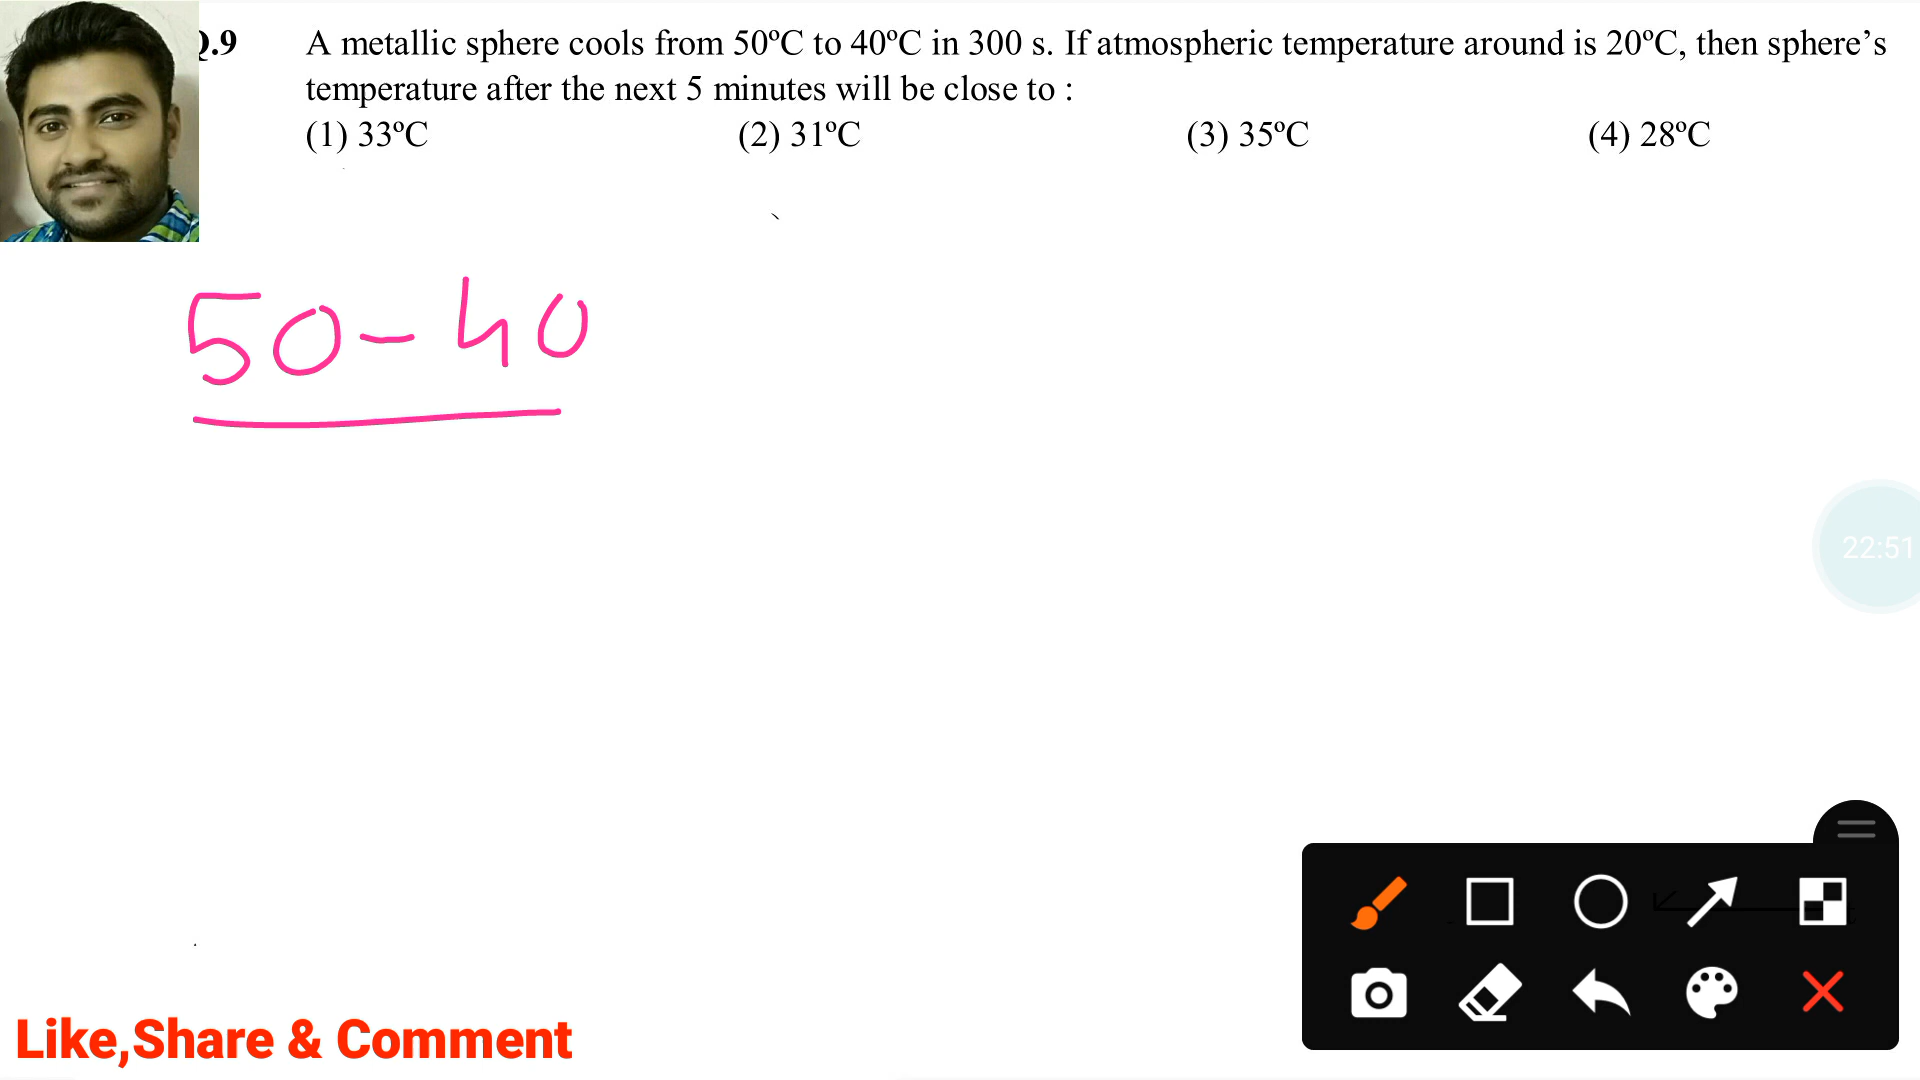 .9 A metallic sphere cools from 50ºC to 40ºC in 300 s. If atmospheric temperature around is 20ºC, then sphere’s
temperature after the next 5 minutes will be close to :
(1) 33ºC (2) 31ºC (3) 35ºC (4) 28ºC
50-40
22:51
Like,Share & Comment